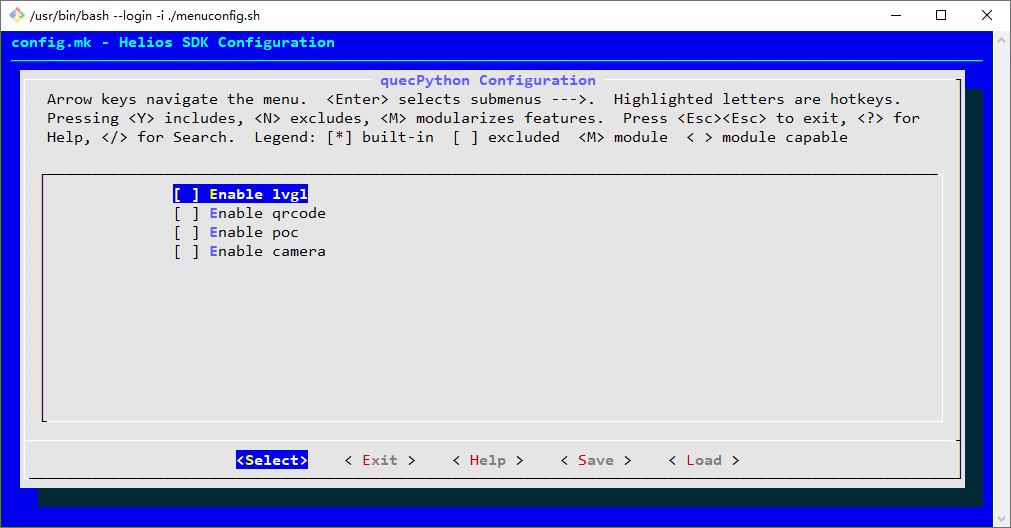 /usr/bin/bash --login -i ./menuconfig.sh
config.mk - Helios SDK Configuration
quecPython Configuration
Arrow keys navigate the menu.  <Enter> selects submenus --->.  Highlighted letters are hotkeys.
Pressing <Y> includes, <N> excludes, <M> modularizes features.  Press <Esc><Esc> to exit, <?> for
Help, </> for Search.  Legend: [*] built-in  [ ] excluded  <M> module  < > module capable
[ ] Enable lvgl
[ ] Enable qrcode
[ ] Enable poc
[ ] Enable camera
<Select>    < Exit >    < Help >    < Save >    < Load >